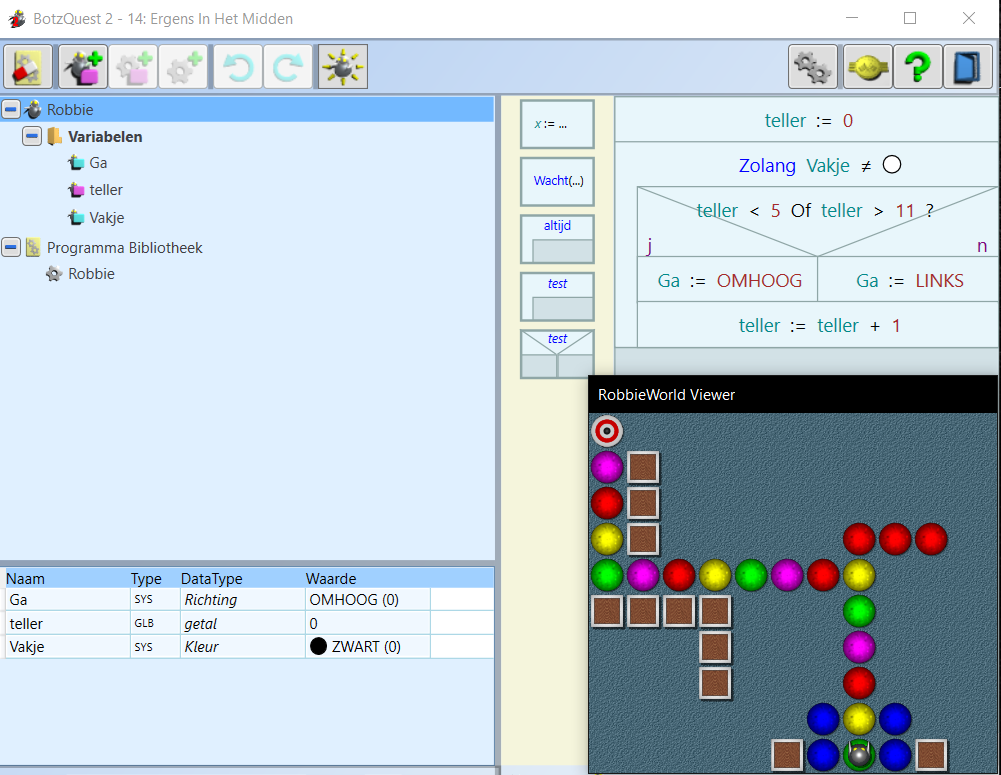 BotzQuest 2 - 14: Ergens In Het Midden
Robbie
Variabelen
Ga
teller
Vakje
Programma Bibliotheek
Robbie
Naam Type DataType Waarde
Ga SYS Richting OMHOOG (0)
teller GLB getal 0
Vakje SYS Kleur ZWART (0)
x := ...
Wacht(...)
altijd
test
test
teller := 0
Zolang Vakje ≠
teller < 5 Of teller > 11 ?
j n
Ga := OMHOOG Ga := LINKS
teller := teller + 1
RobbieWorld Viewer